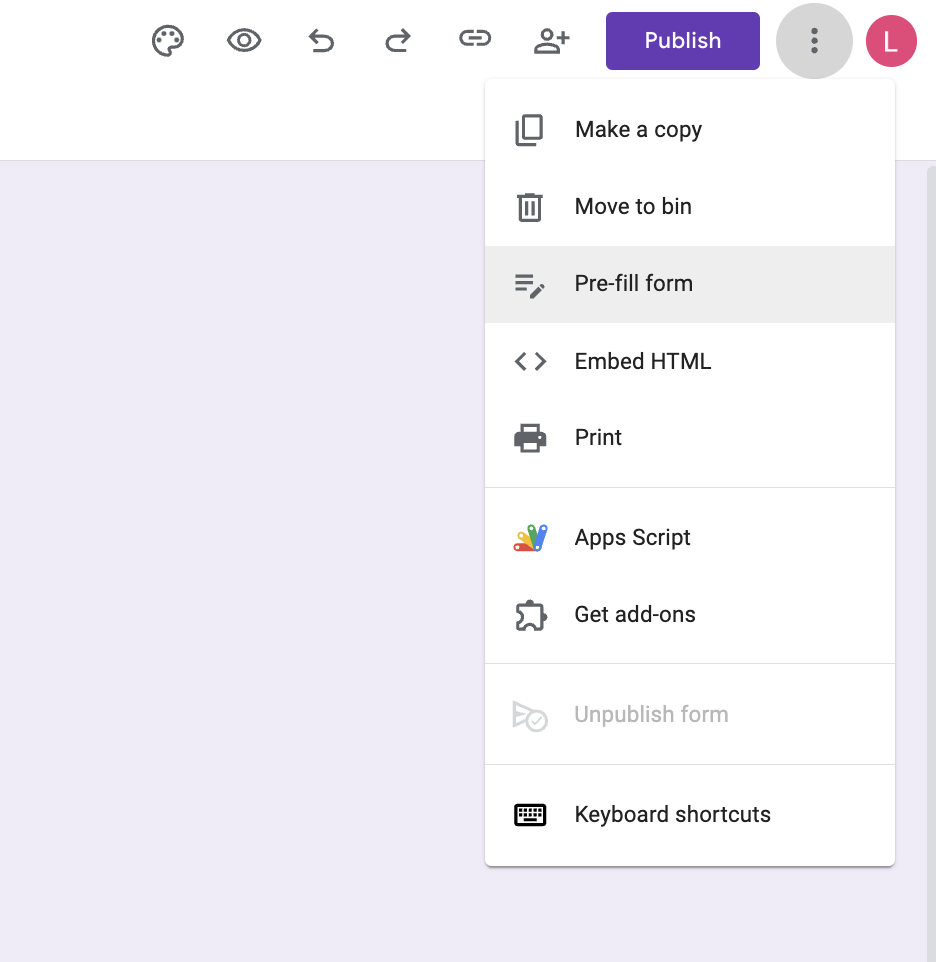 Publish
L
Make a copy
Move to bin
Pre-fill form
Embed HTML
Print
Apps Script
Get add-ons
Unpublish form
Keyboard shortcuts